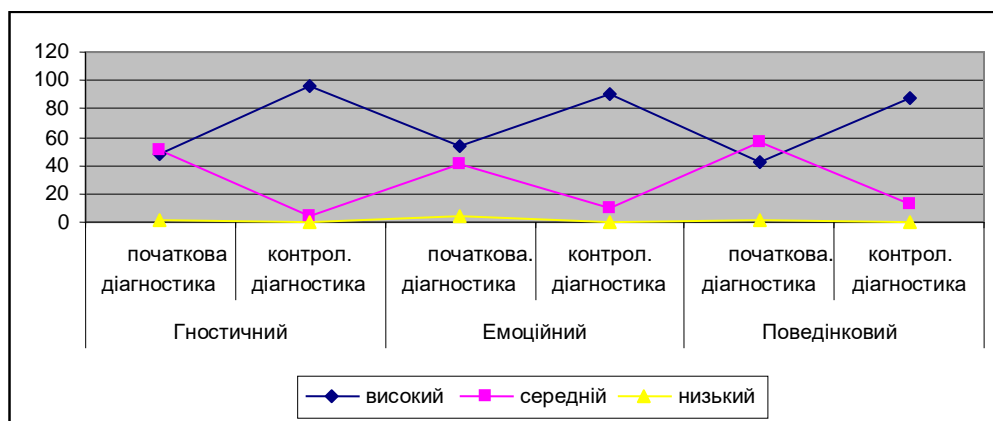 120
100
80
60
40
20
0
початкова контрол. початкова. контрол. початкова. контрол.
діагностика діагностика діагностика діагностика діагностика діагностика
Гностичний Емоційний Поведінковий
високий середній низький